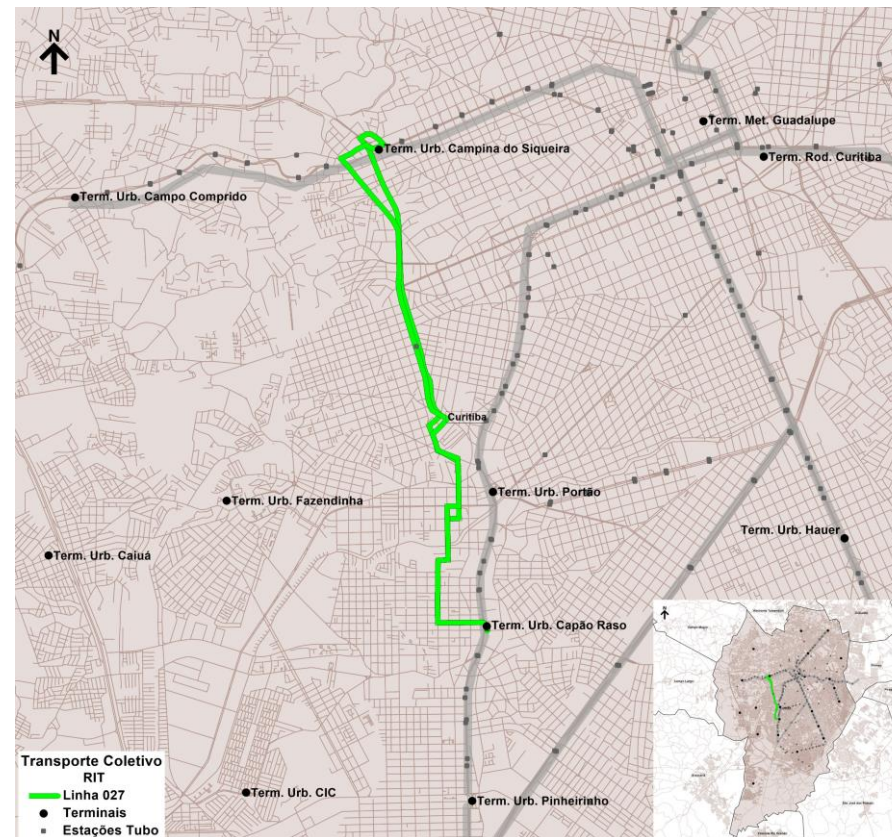 N
Term. Met. Guadalupe
Term. Urb. Campina do Siqueira
Term. Rod. Curitiba
Term. Urb. Campo Comprido
Curitiba
Term. Urb. Portão
Term. Urb. Fazendinha
Term. Urb. Hauer
Term. Urb. Caiuá
Term. Urb. Capão Raso
N
Transporte Coletivo
RIT
Linha 027
Terminais
Estações Tubo
Term. Urb. CIC
Term. Urb. Pinheirinho